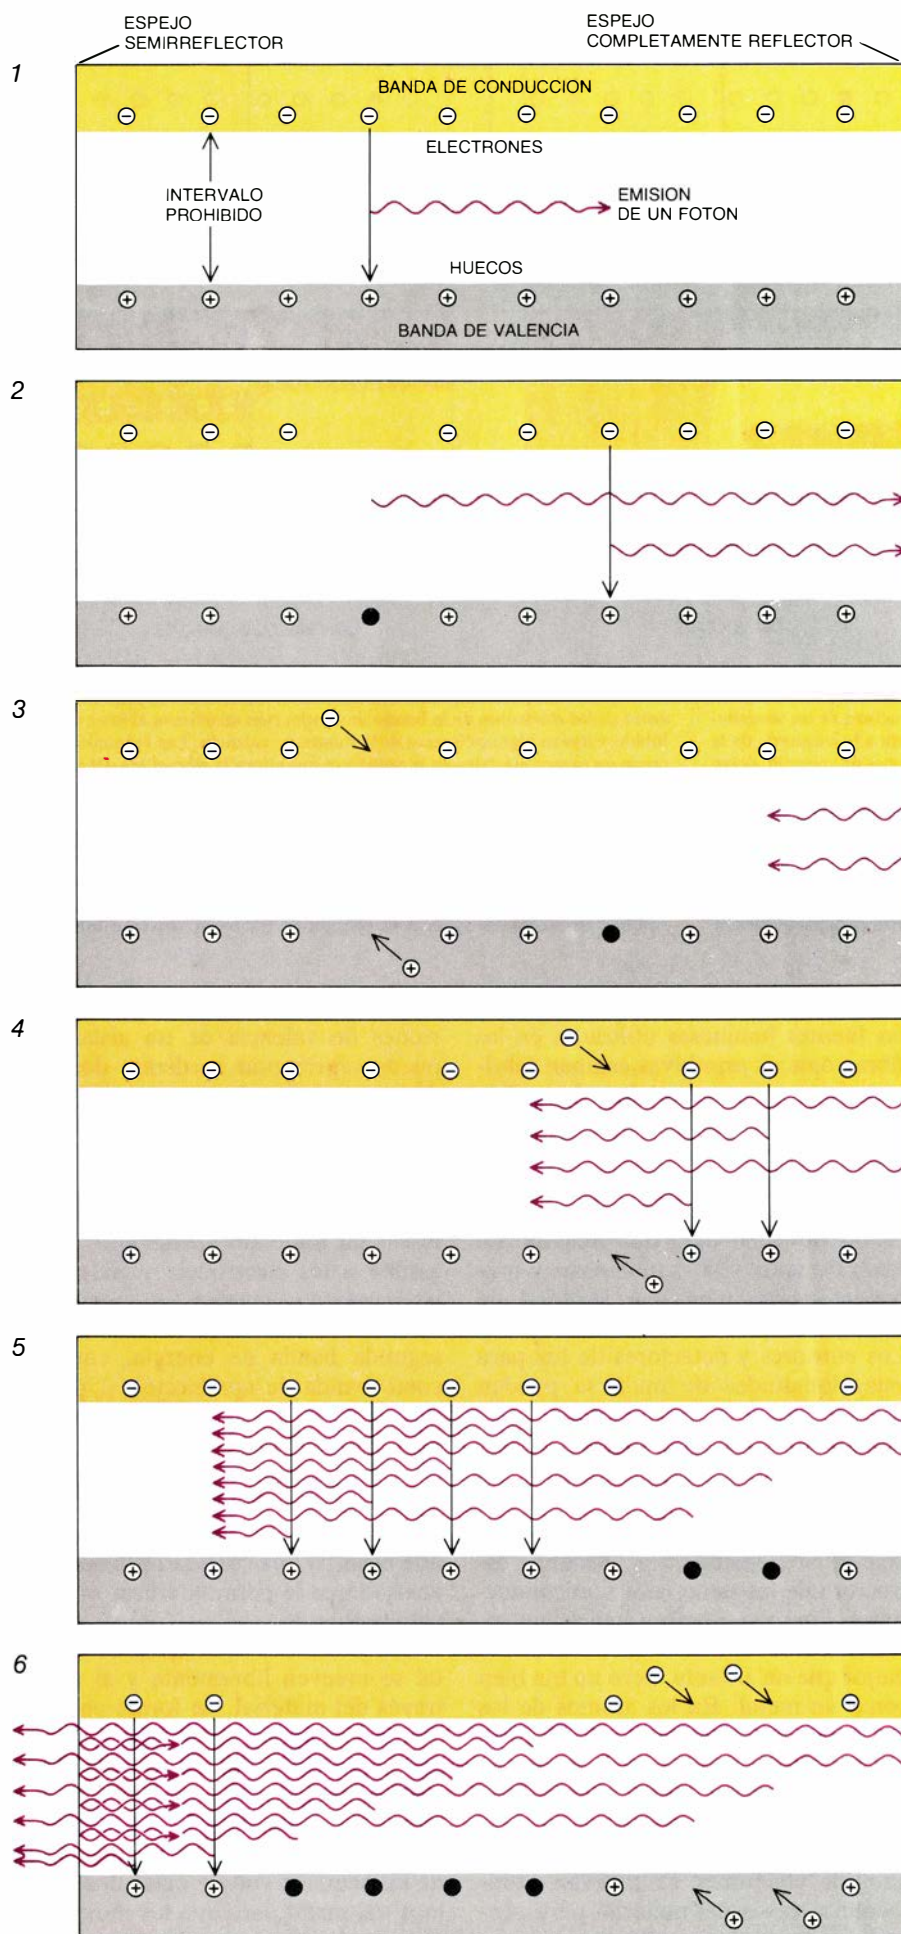 ESPEJO
SEMIRREFLECTOR
ESPEJO
COMPLETAMENTE REFLECTOR
1
BANDA DE CONDUCCION
ELECTRONES
INTERVALO
PROHIBIDO
EMISION
DE UN FOTON
HUECOS
BANDA DE VALENCIA
2
3
4
5
6